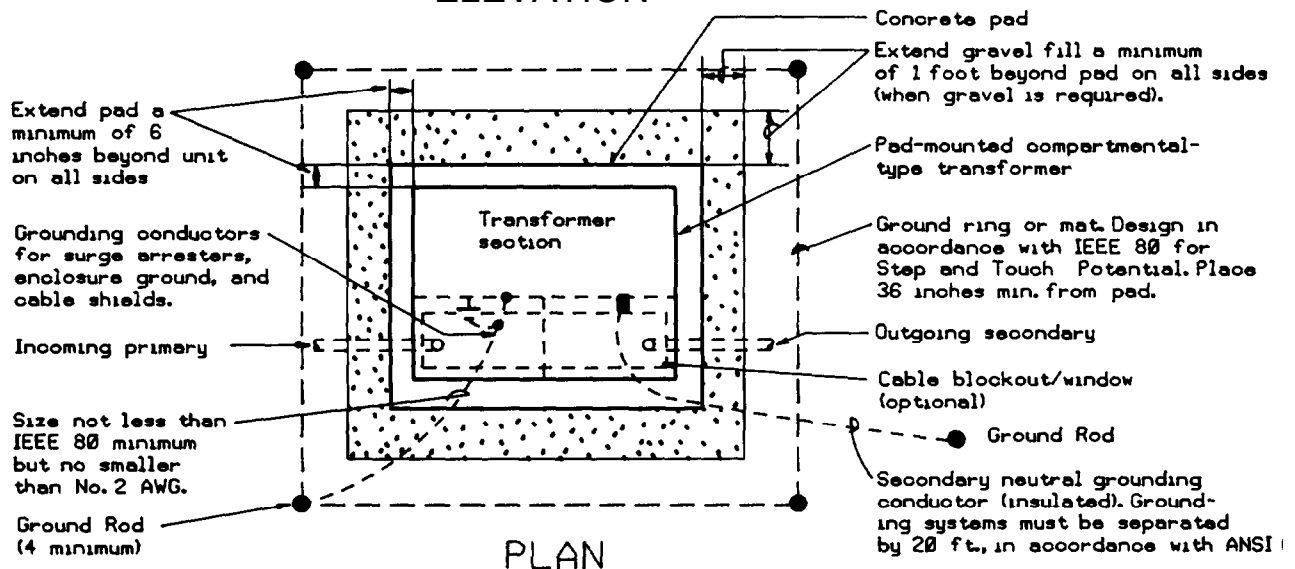 Concrete pad
Extend gravel fill a minimum
of 1 foot beyond pad on all sides
(when gravel is required).
Extend pad a
minimum of 6
inches beyond unit
on all sides
Pad-mounted compartmental-
type transformer
Transformer
section
Grounding conductors
for surge arresters,
enclosure ground, and
cable shields.
Ground ring or mat. Design in
accordance with IEEE 80 for
Step and Touch Potential. Place
36 inches min. from pad.
Incoming primary
Outgoing secondary
Cable blockout/window
(optional)
Size not less than
IEEE 80 minimum
but no smaller
than No. 2 AWG.
Ground Rod
Secondary neutral grounding
conductor (insulated). Ground-
ing systems must be separated
by 20 ft., in accordance with ANSI
Ground Rod
(4 minimum)
PLAN